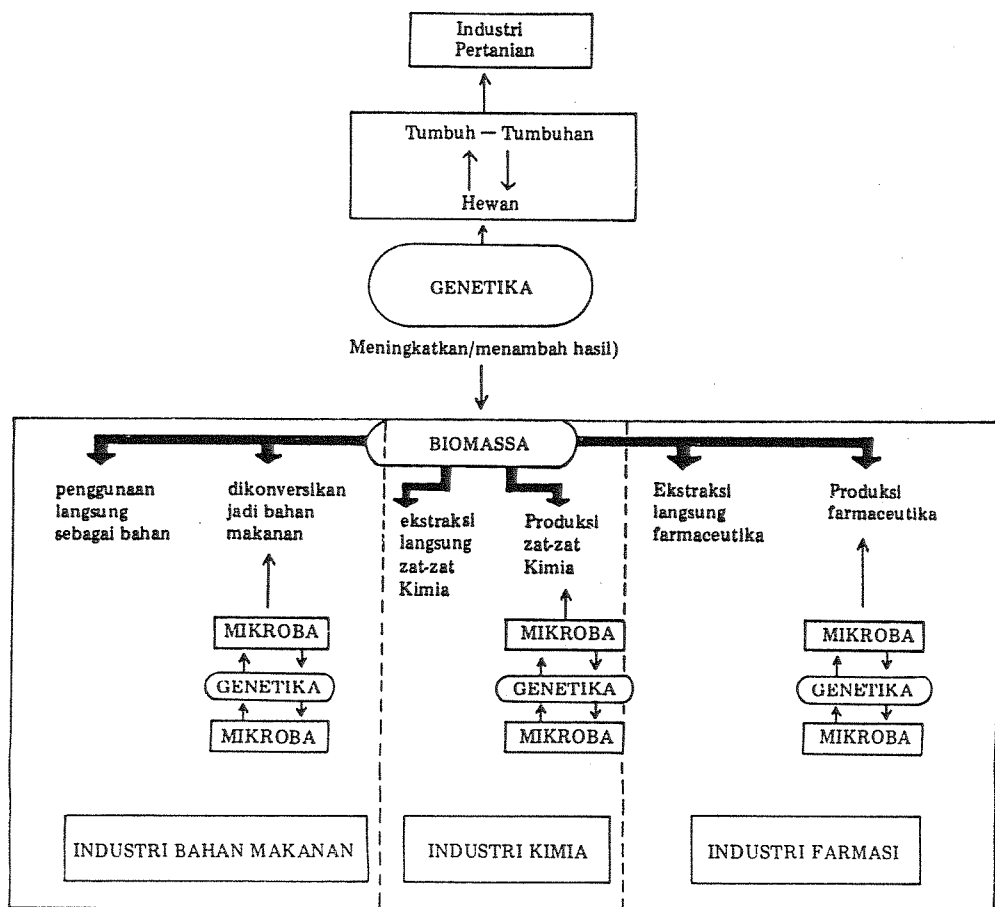 Industri
Pertanian
Tumbuh — Tumbuhan
Hewan
GENETIKA
Meningkatkan/menambah hasil)
BIOMASSA
penggunaan
langsung
sebagai bahan
dikonversikan
jadi bahan
makanan
ekstraksi
langsung
zat-zat
Kimia
Produksi
zat-zat
Kimia
Ekstraksi
langsung
farmaceutika
Produksi
farmaceutika
MIKROBA
GENETIKA
MIKROBA
MIKROBA
GENETIKA
MIKROBA
MIKROBA
GENETIKA
MIKROBA
INDUSTRI BAHAN MAKANAN
INDUSTRI KIMIA
INDUSTRI FARMASI